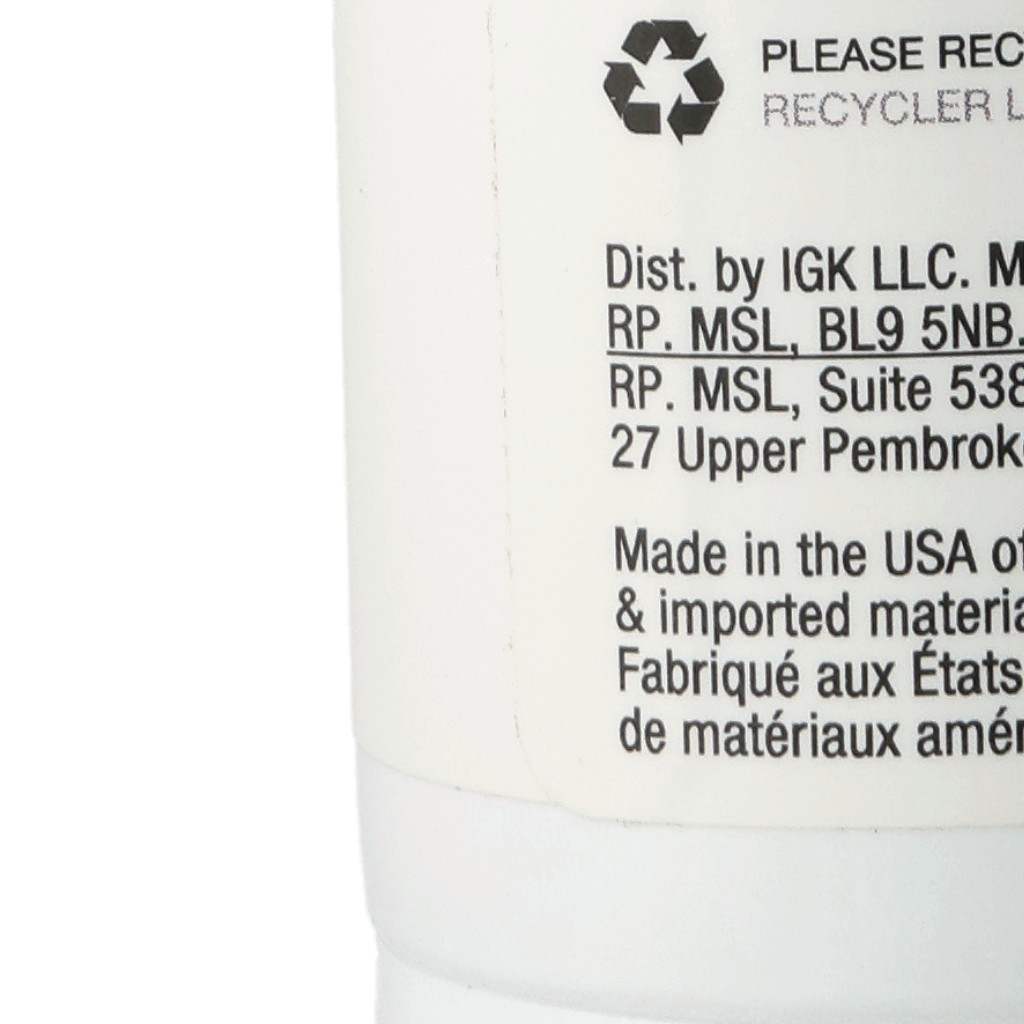 PLEASE REC
RECYCLER L
Dist. by IGK LLC. M
RP. MSL, BL9 5NB.
RP. MSL, Suite 538
27 Upper Pembrok
Made in the USA of
& imported materia
Fabriqué aux États
de matériaux amér